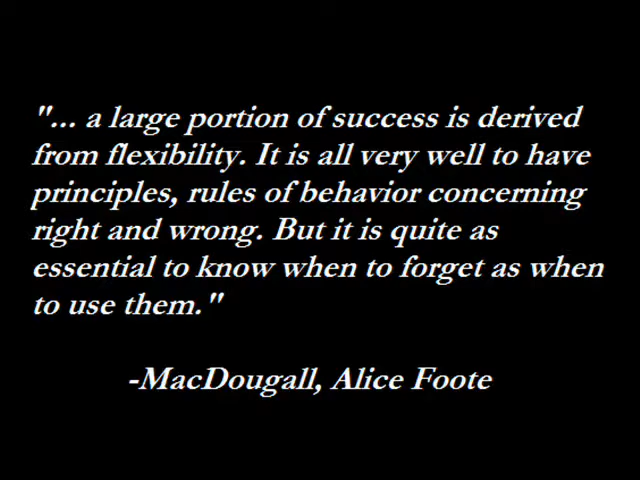 "... a large portion of success is derived
from flexibility. It is all very well to have
principles, rules of behavior concerning
right and wrong. But it is quite as
essential to know when to forget as when
to use them."
-MacDougall, Alice Foote